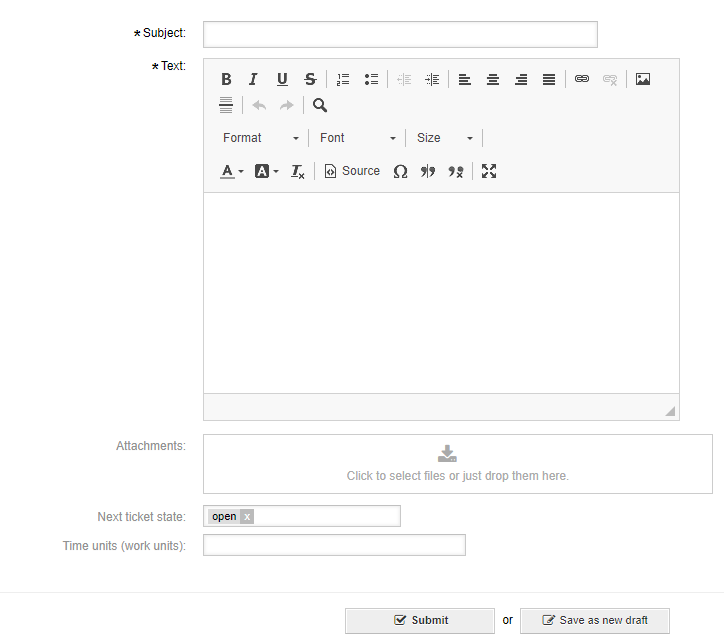 * Subject:
* Text:
B I U S
Format Font Size
A A Tx Source Ω
Attachments:
Click to select files or just drop them here.
Next ticket state: open x
Time units (work units):
Submit or Save as new draft